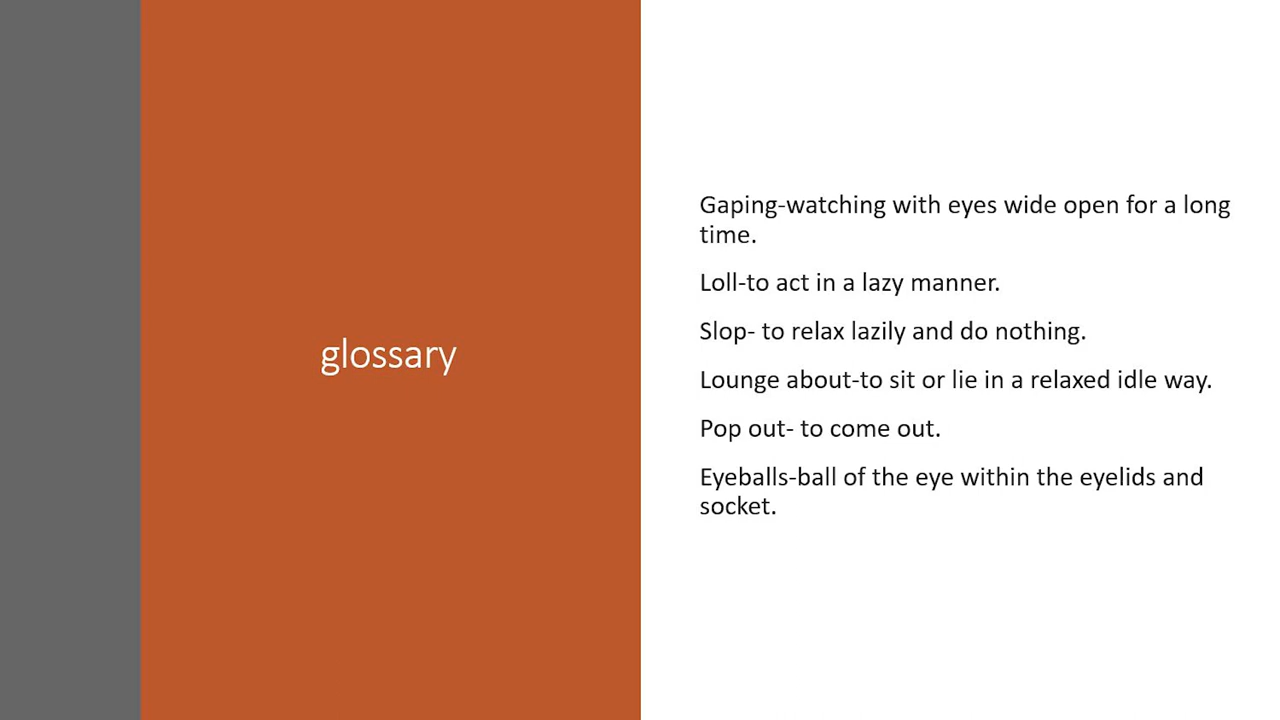 glossary
Gaping-watching with eyes wide open for a long
time.
Loll-to act in a lazy manner.
Slop- to relax lazily and do nothing.
Lounge about-to sit or lie in a relaxed idle way.
Pop out- to come out.
Eyeballs-ball of the eye within the eyelids and
socket.